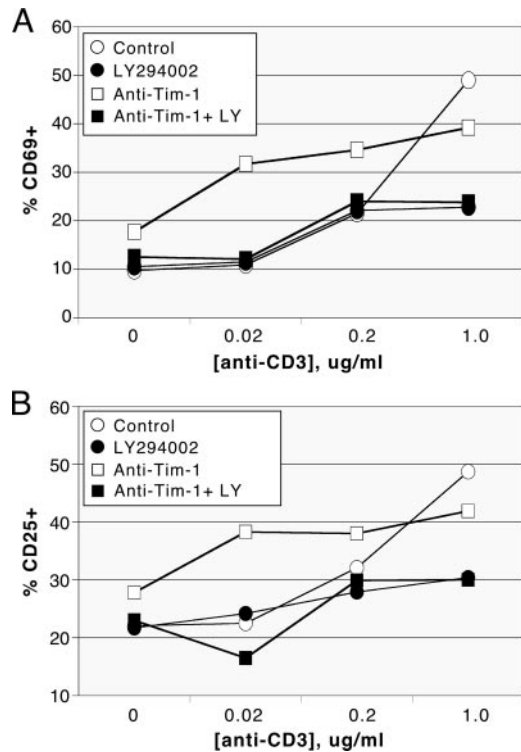 A
Control
LY294002
Anti-Tim-1
Anti-Tim-1+ LY
60
50
40
30
20
10
0
% CD69+
0 0.02 0.2 1.0
[anti-CD3], ug/ml
B
Control
LY294002
Anti-Tim-1
Anti-Tim-1+ LY
60
50
40
30
20
10
% CD25+
0 0.02 0.2 1.0
[anti-CD3], ug/ml